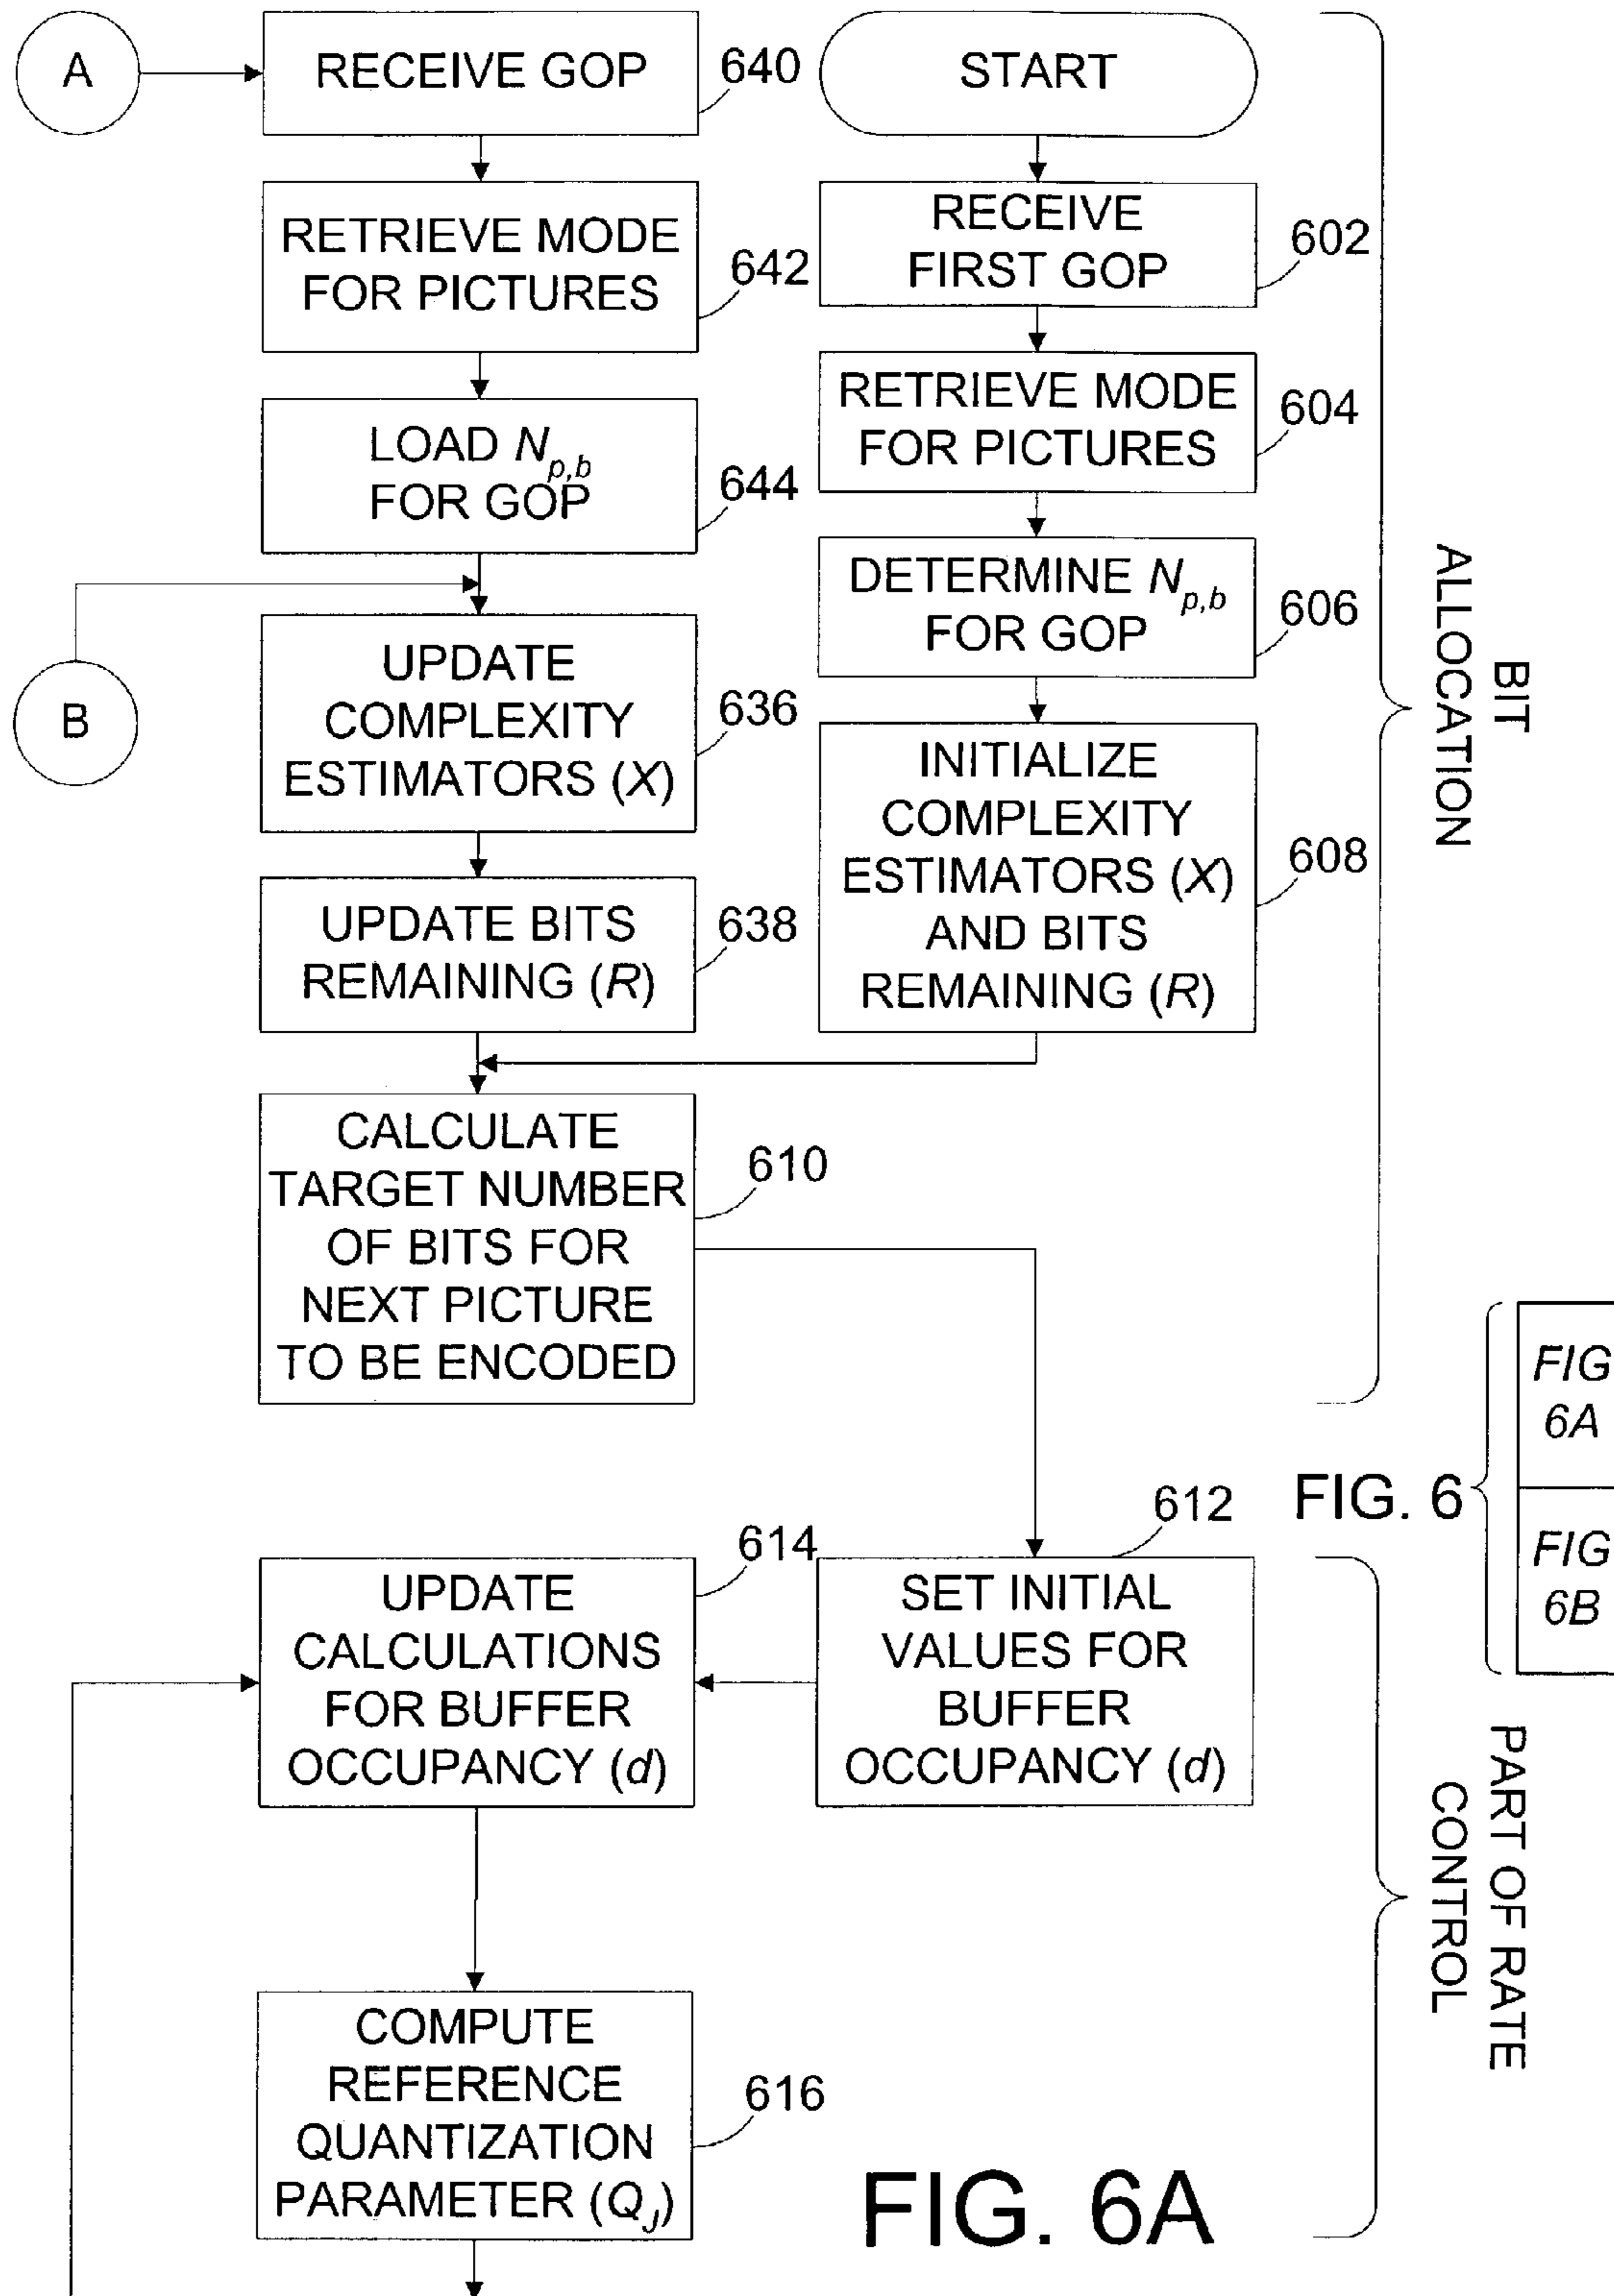 A
RECEIVE GOP
640
START
RETRIEVE MODE
FOR PICTURES
642
RECEIVE
FIRST GOP
602
LOAD Np,b
FOR GOP
644
RETRIEVE MODE
FOR PICTURES
604
DETERMINE Np,b
FOR GOP
606
B
UPDATE
COMPLEXITY
ESTIMATORS (X)
636
INITIALIZE
COMPLEXITY
ESTIMATORS (X)
AND BITS
REMAINING (R)
608
UPDATE BITS
REMAINING (R)
638
CALCULATE
TARGET NUMBER
OF BITS FOR
NEXT PICTURE
TO BE ENCODED
610
BIT
ALLOCATION
FIG. 6
FIG
6A
FIG
6B
612
SET INITIAL
VALUES FOR
BUFFER
OCCUPANCY (d)
614
UPDATE
CALCULATIONS
FOR BUFFER
OCCUPANCY (d)
PART OF RATE
CONTROL
COMPUTE
REFERENCE
QUANTIZATION
PARAMETER (QJ)
616
FIG. 6A